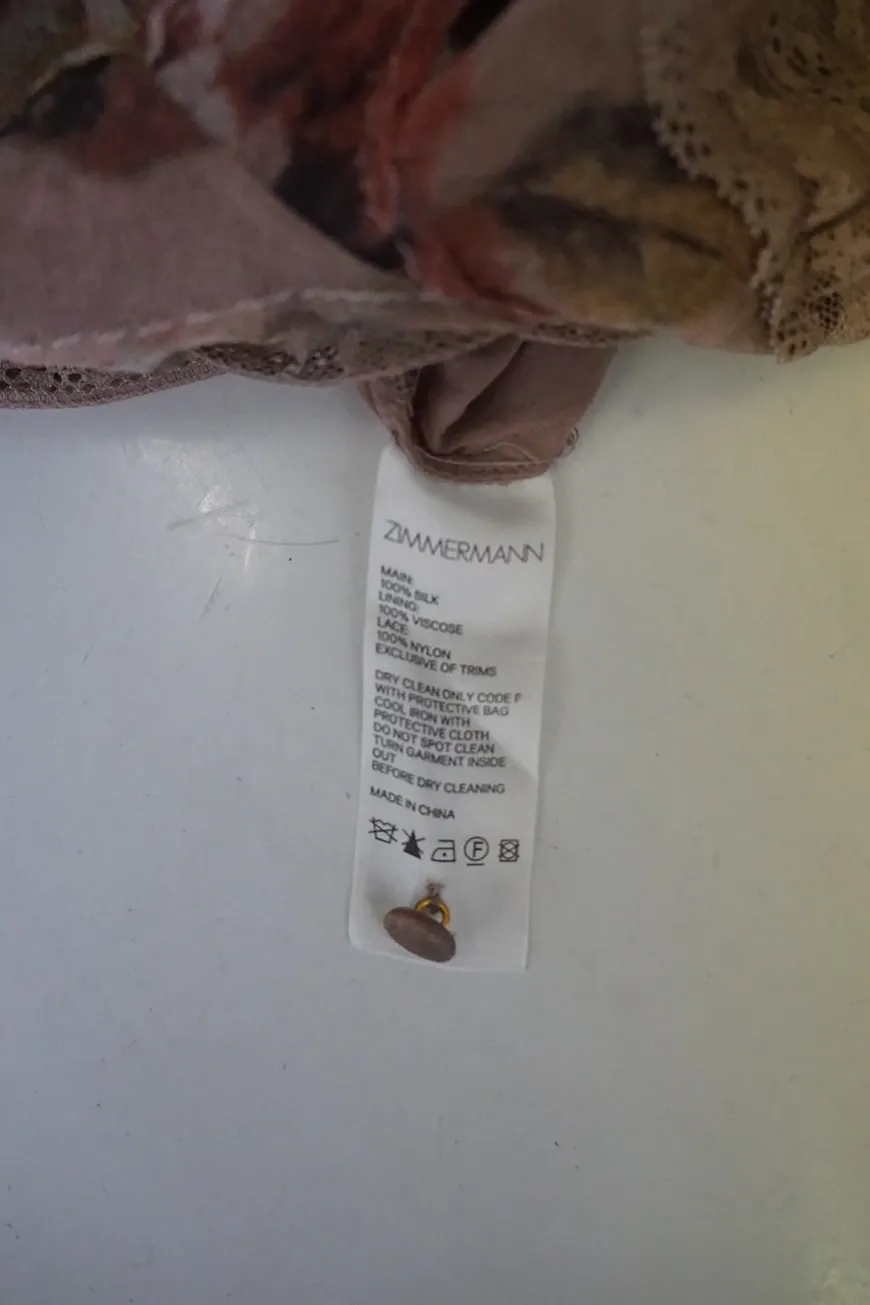 ZIMMERMANN
MAIN:
100% SILK
LINING:
100% VISCOSE
LACE:
100% NYLON
EXCLUSIVE OF TRIMS
DRY CLEAN ONLY CODE F
WITH PROTECTIVE BAG
COOL IRON WITH
PROTECTIVE CLOTH
DO NOT SPOT CLEAN
TURN GARMENT INSIDE
OUT
BEFORE DRY CLEANING
MADE IN CHINA
F